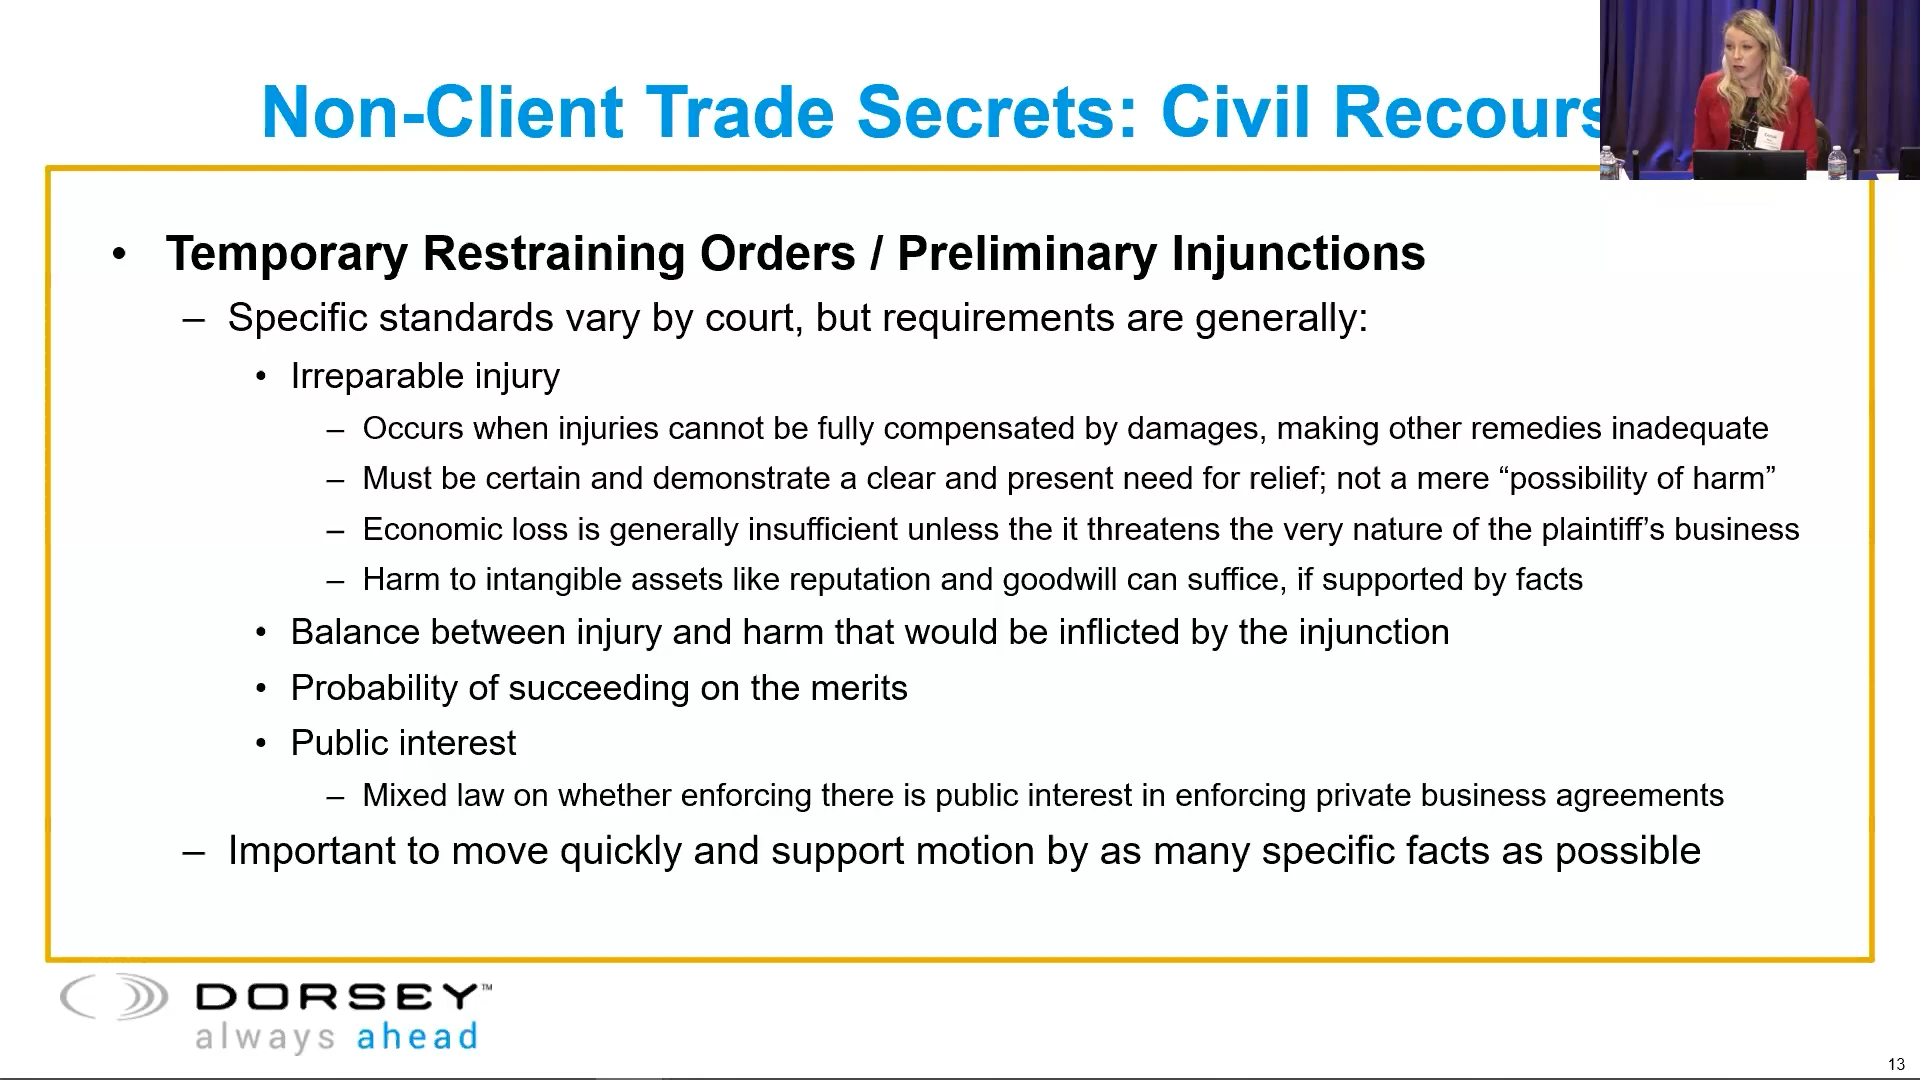 Non-Client Trade Secrets: Civil Recours
• Temporary Restraining Orders / Preliminary Injunctions
– Specific standards vary by court, but requirements are generally:
• Irreparable injury
– Occurs when injuries cannot be fully compensated by damages, making other remedies inadequate
– Must be certain and demonstrate a clear and present need for relief; not a mere “possibility of harm”
– Economic loss is generally insufficient unless the it threatens the very nature of the plaintiff’s business
– Harm to intangible assets like reputation and goodwill can suffice, if supported by facts
• Balance between injury and harm that would be inflicted by the injunction
• Probability of succeeding on the merits
• Public interest
– Mixed law on whether enforcing there is public interest in enforcing private business agreements
– Important to move quickly and support motion by as many specific facts as possible
DORSEY™
always ahead
13